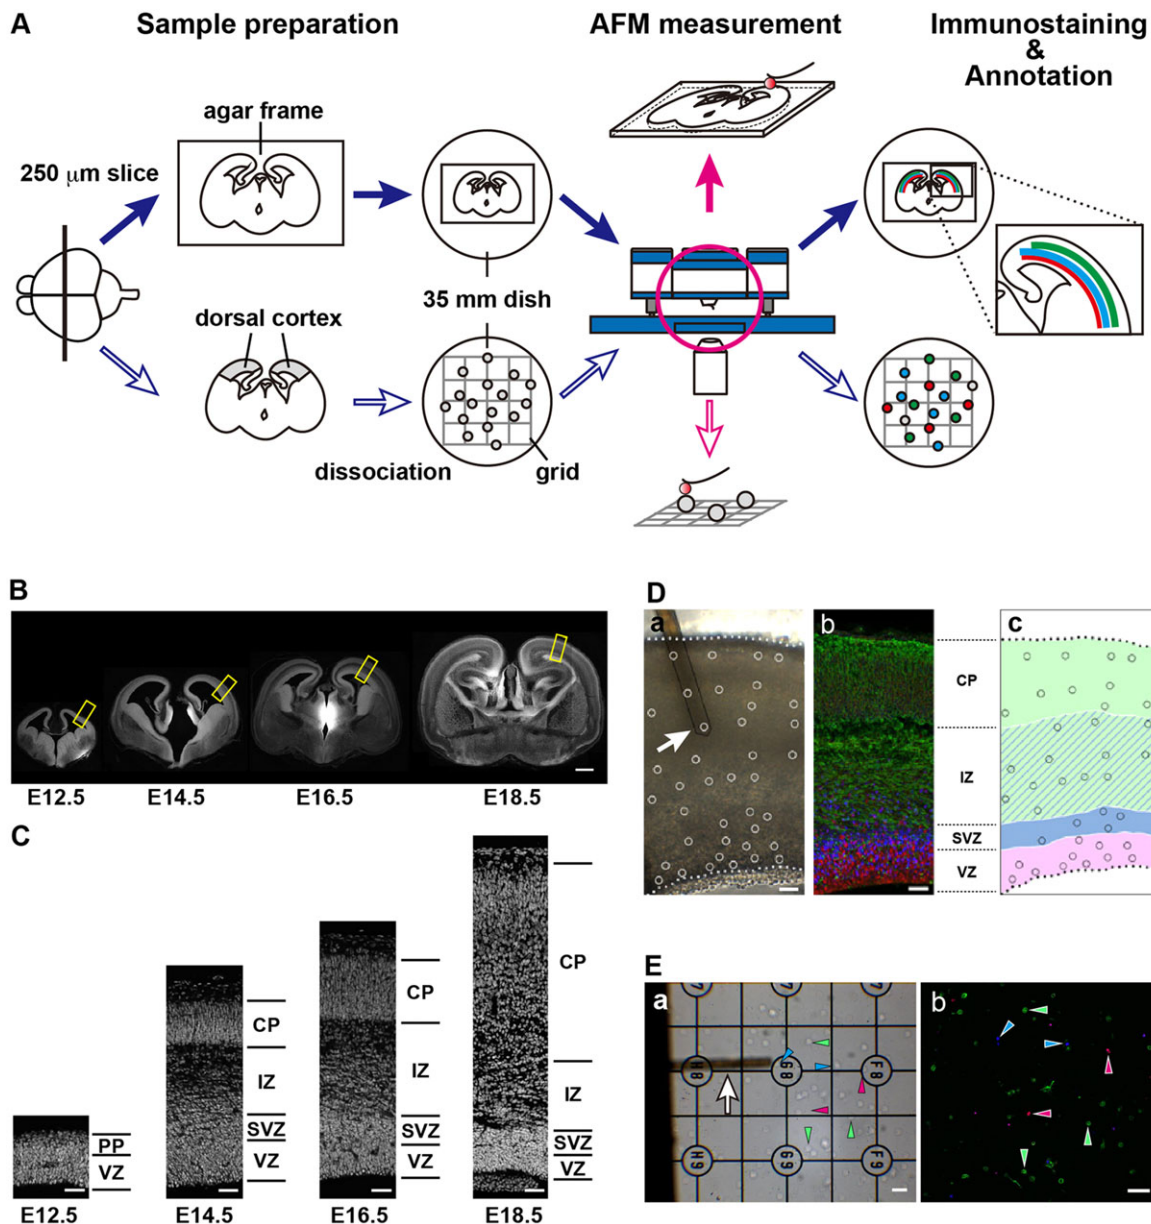 A
Sample preparation
AFM measurement
Immunostaining
&
Annotation
agar frame
250 μm slice
35 mm dish
dorsal cortex
dissociation
grid
B
E12.5
E14.5
E16.5
E18.5
C
PP
VZ
E12.5
CP
IZ
SVZ
VZ
E14.5
CP
IZ
SVZ
VZ
E16.5
CP
IZ
SVZ
VZ
E18.5
D
a
b
c
CP
IZ
SVZ
VZ
E
a
b
7
7
7
H8
G8
F8
H9
G9
F9